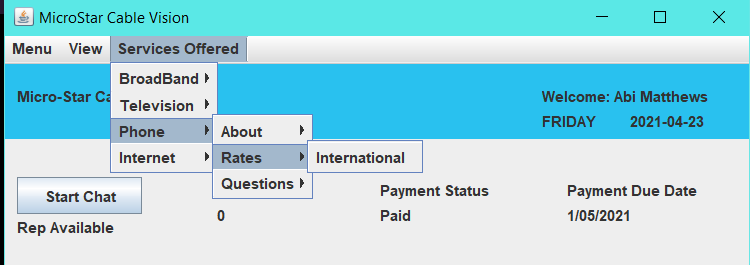 MicroStar Cable Vision
Menu View Services Offered
BroadBand
Micro-Star Ca
Welcome: Abi Matthews
Television
FRIDAY 2021-04-23
Phone
About
Internet
Rates
International
Questions
Start Chat
Payment Status
Payment Due Date
0
Paid
1/05/2021
Rep Available